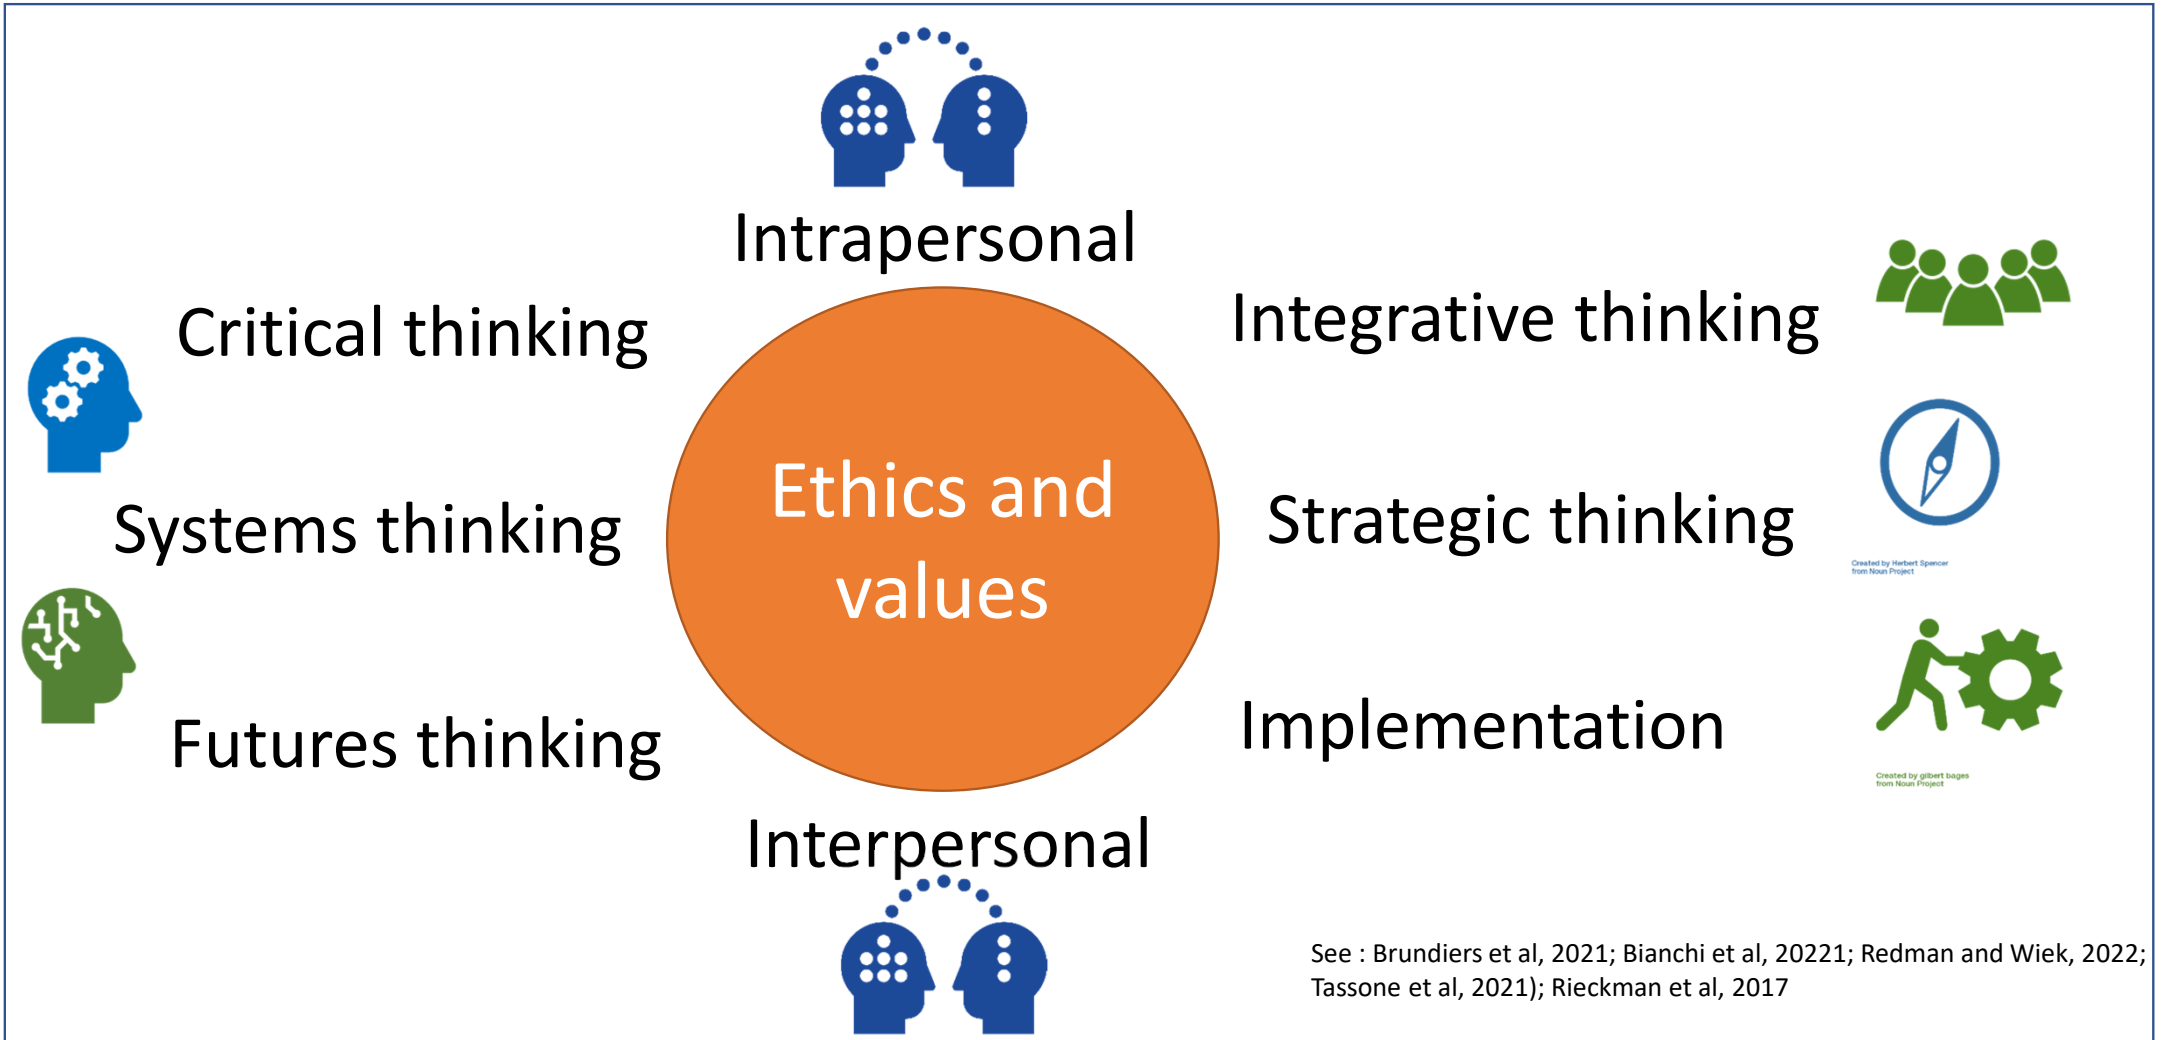 Intrapersonal
Critical thinking
Integrative thinking
Ethics and
values
Systems thinking
Strategic thinking
Created by Herbert Spencer
from Noun Project
Futures thinking
Implementation
Created by gilbert bages
from Noun Project
Interpersonal
See : Brundiers et al, 2021; Bianchi et al, 20221; Redman and Wiek, 2022;
Tassone et al, 2021); Rieckman et al, 2017